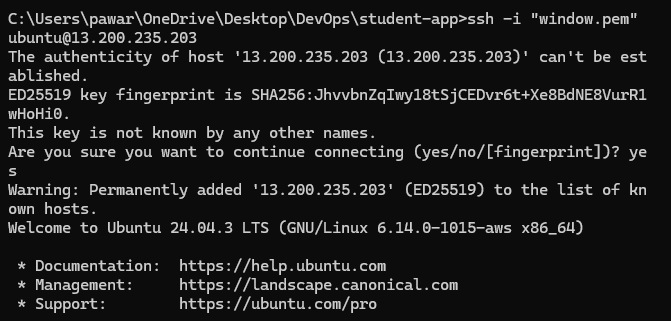 C:\Users\pawar\OneDrive\Desktop\DevOps\student-app>ssh -i "window.pem"
ubuntu@13.200.235.203
The authenticity of host '13.200.235.203 (13.200.235.203)' can't be est
ablished.
ED25519 key fingerprint is SHA256:JhvvbnZqIwy18tSjCEDvr6t+Xe8BdNE8VurR1
wHoHi0.
This key is not known by any other names.
Are you sure you want to continue connecting (yes/no/[fingerprint])? ye
s
Warning: Permanently added '13.200.235.203' (ED25519) to the list of kn
own hosts.
Welcome to Ubuntu 24.04.3 LTS (GNU/Linux 6.14.0-1015-aws x86_64)

 * Documentation:  https://help.ubuntu.com
 * Management:     https://landscape.canonical.com
 * Support:        https://ubuntu.com/pro